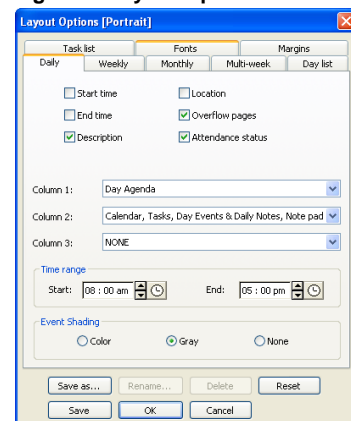 Layout Options [Portrait]
Task list Fonts Margins
Daily Weekly Monthly Multi-week Day list
Start time Location
End time Overflow pages
Description Attendance status
Column 1: Day Agenda
Column 2: Calendar, Tasks, Day Events & Daily Notes, Note pad
Column 3: NONE
Time range
Start: 08 : 00 am End: 05 : 00 pm
Event Shading
Color Gray None
Save as... Rename... Delete Reset
Save OK Cancel